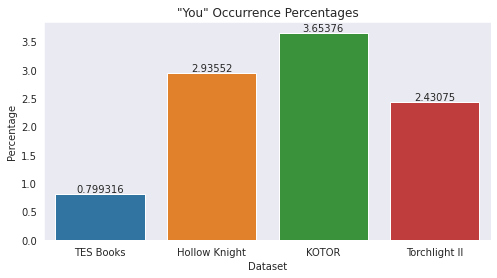 "You" Occurrence Percentages
Percentage
3.5
3.0
2.5
2.0
1.5
1.0
0.5
0.0
0.799316
2.93552
3.65376
2.43075
TES Books
Hollow Knight
KOTOR
Torchlight II
Dataset